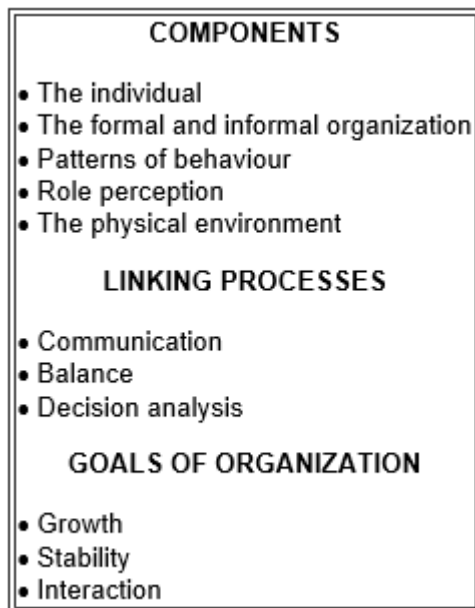 COMPONENTS
• The individual
• The formal and informal organization
• Patterns of behaviour
• Role perception
• The physical environment
LINKING PROCESSES
• Communication
• Balance
• Decision analysis
GOALS OF ORGANIZATION
• Growth
• Stability
• Interaction